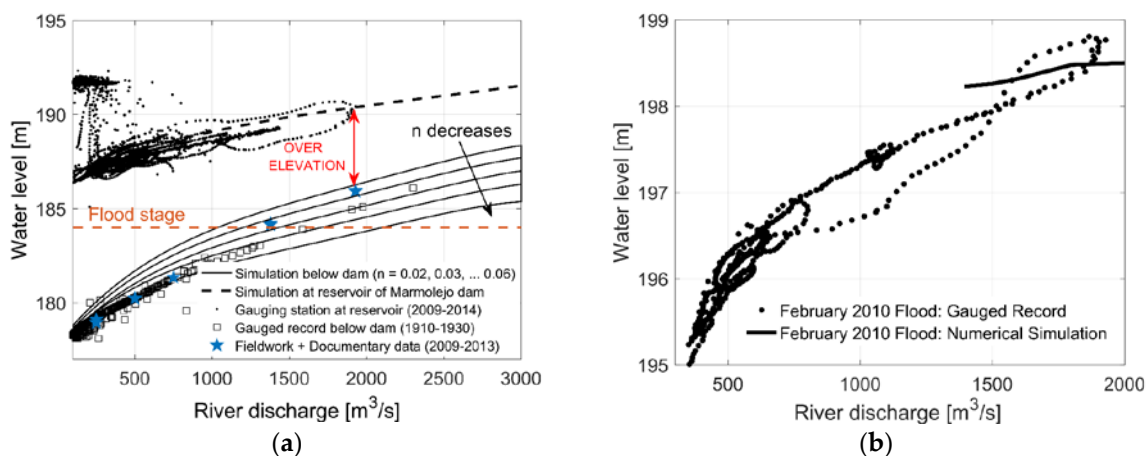 195
190
185
180
Water level [m]
OVER
ELEVATION
n decreases
Flood stage
Simulation below dam (n = 0.02, 0.03, ... 0.06)
Simulation at reservoir of Marmolejo dam
Gauging station at reservoir (2009-2014)
Gauged record below dam (1910-1930)
Fieldwork + Documentary data (2009-2013)
500 1000 1500 2000 2500 3000
River discharge [m³/s]
(a)
199
198
197
196
195
Water level [m]
February 2010 Flood: Gauged Record
February 2010 Flood: Numerical Simulation
500 1000 1500 2000
River discharge [m³/s]
(b)